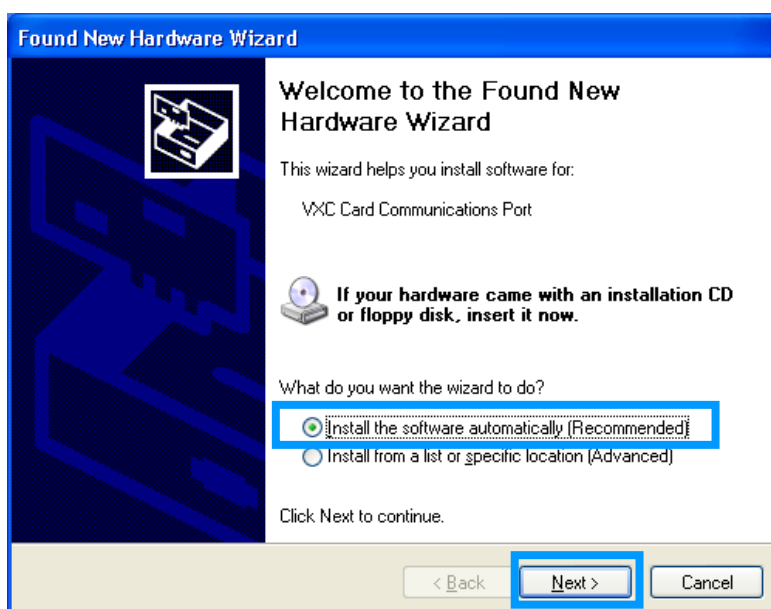 Found New Hardware Wizard
Welcome to the Found New
Hardware Wizard
This wizard helps you install software for:
VXC Card Communications Port
If your hardware came with an installation CD
or floppy disk, insert it now.
What do you want the wizard to do?
Install the software automatically (Recommended)
Install from a list or specific location (Advanced)
Click Next to continue.
< Back
Next >
Cancel